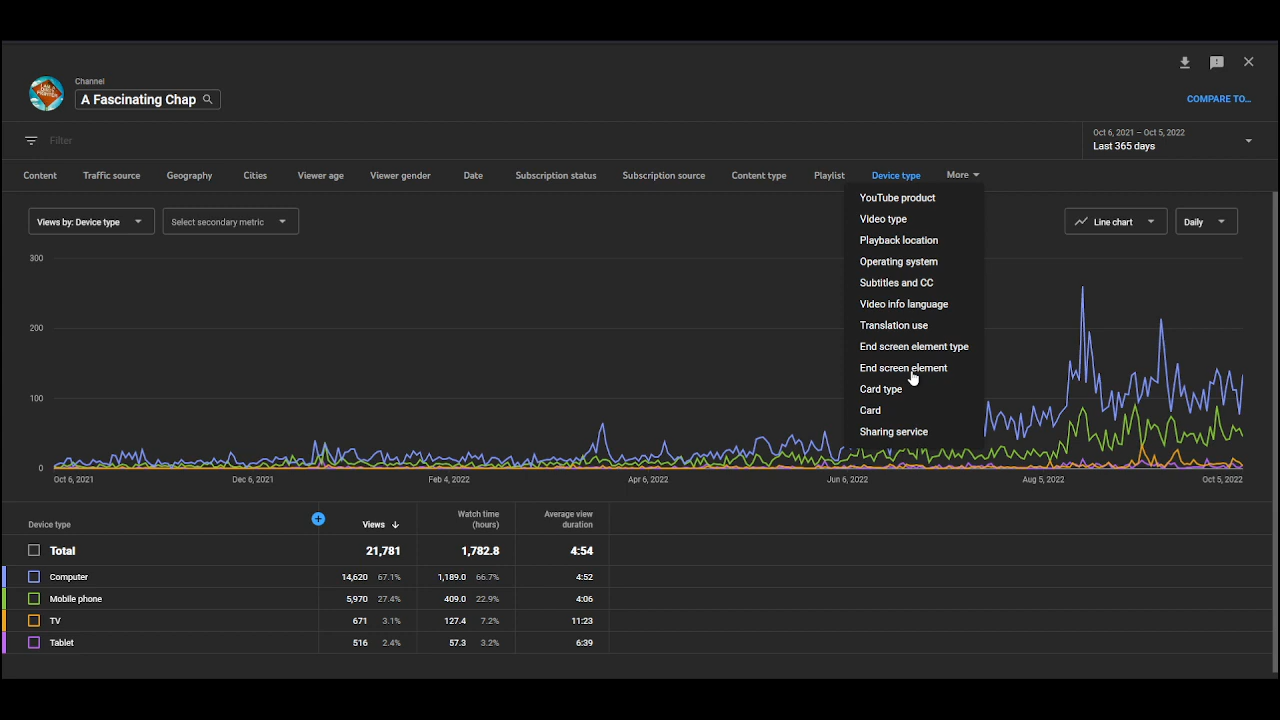 Channel
A Fascinating Chap
COMPARE TO...
Filter
Oct 6, 2021 – Oct 5, 2022
Last 365 days
Content Traffic source Geography Cities Viewer age Viewer gender Date Subscription status Subscription source Content type Playlist Device type More
YouTube product
Video type
Playback location
Operating system
Subtitles and CC
Video info language
Translation use
End screen element type
End screen element
Card type
Card
Sharing service
Views by: Device type Select secondary metric Line chart Daily
300
200
100
0
Oct 6, 2021 Dec 6, 2021 Feb 4, 2022 Apr 6, 2022 Jun 6, 2022 Aug 5, 2022 Oct 5, 2022
Device type Views Watch time (hours) Average view duration
Total 21,781 1,782.8 4:54
Computer 14,620 67.1% 1,189.0 66.7% 4:52
Mobile phone 5,970 27.4% 409.0 22.9% 4:06
TV 671 3.1% 127.4 7.2% 11:23
Tablet 516 2.4% 57.3 3.2% 6:39